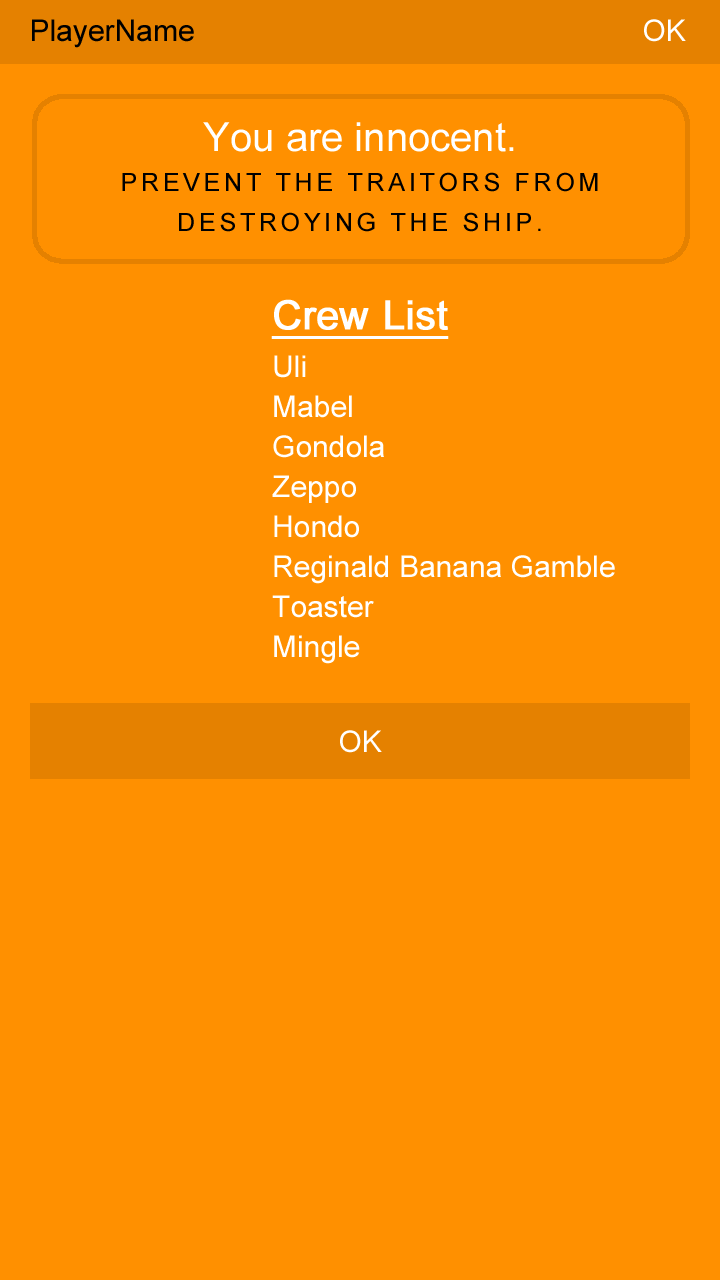 PlayerName
OK
You are innocent.
PREVENT THE TRAITORS FROM
DESTROYING THE SHIP.
Crew List
Uli
Mabel
Gondola
Zeppo
Hondo
Reginald Banana Gamble
Toaster
Mingle
OK